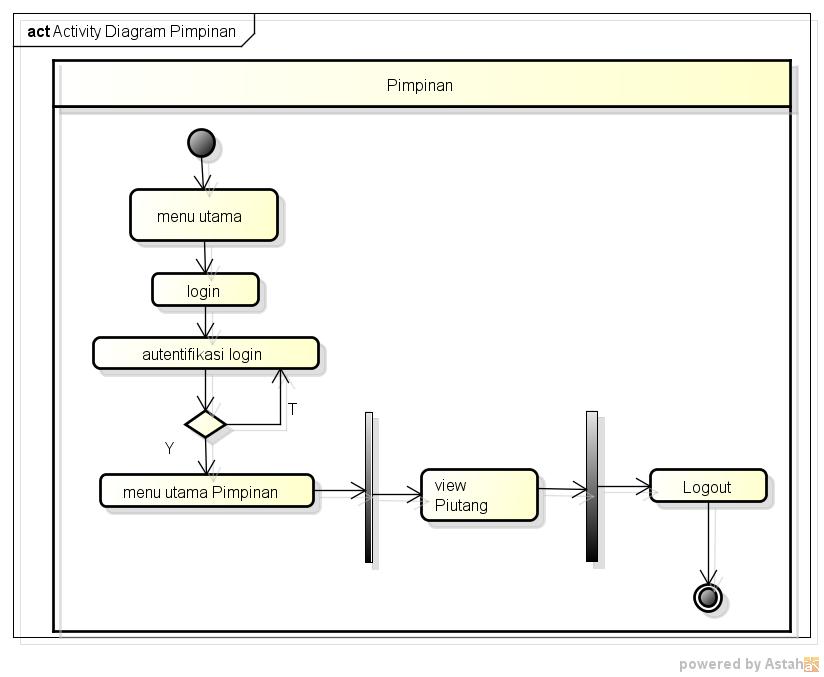 act Activity Diagram Pimpinan
Pimpinan
menu utama
login
autentifikasi login
T
Y
menu utama Pimpinan
view
Piutang
Logout
powered by Astah